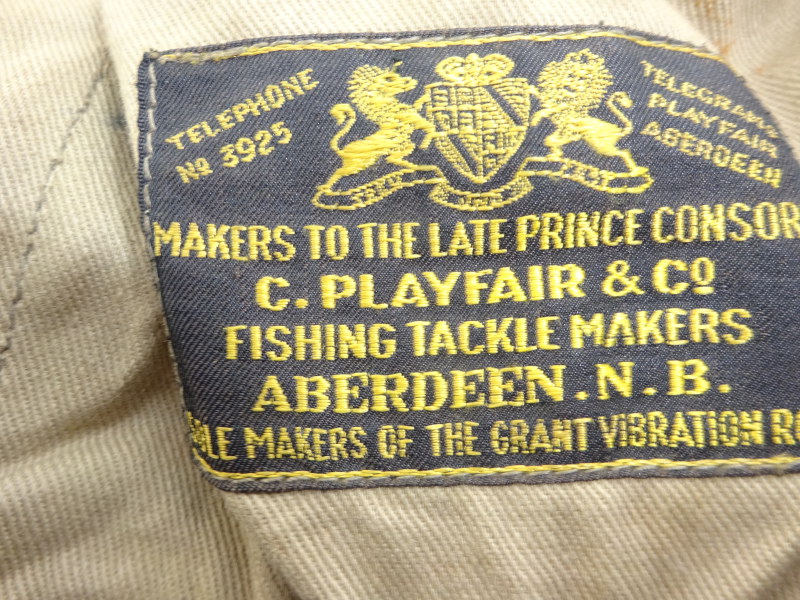 TELEPHONE
No 3925
TELEGRAMS
PLAYFAIR
ABERDEEN
MAKERS TO THE LATE PRINCE CONSOR
C. PLAYFAIR & Co
FISHING TACKLE MAKERS
ABERDEEN. N. B.
MAKERS OF THE GRANT VIBRATION RO